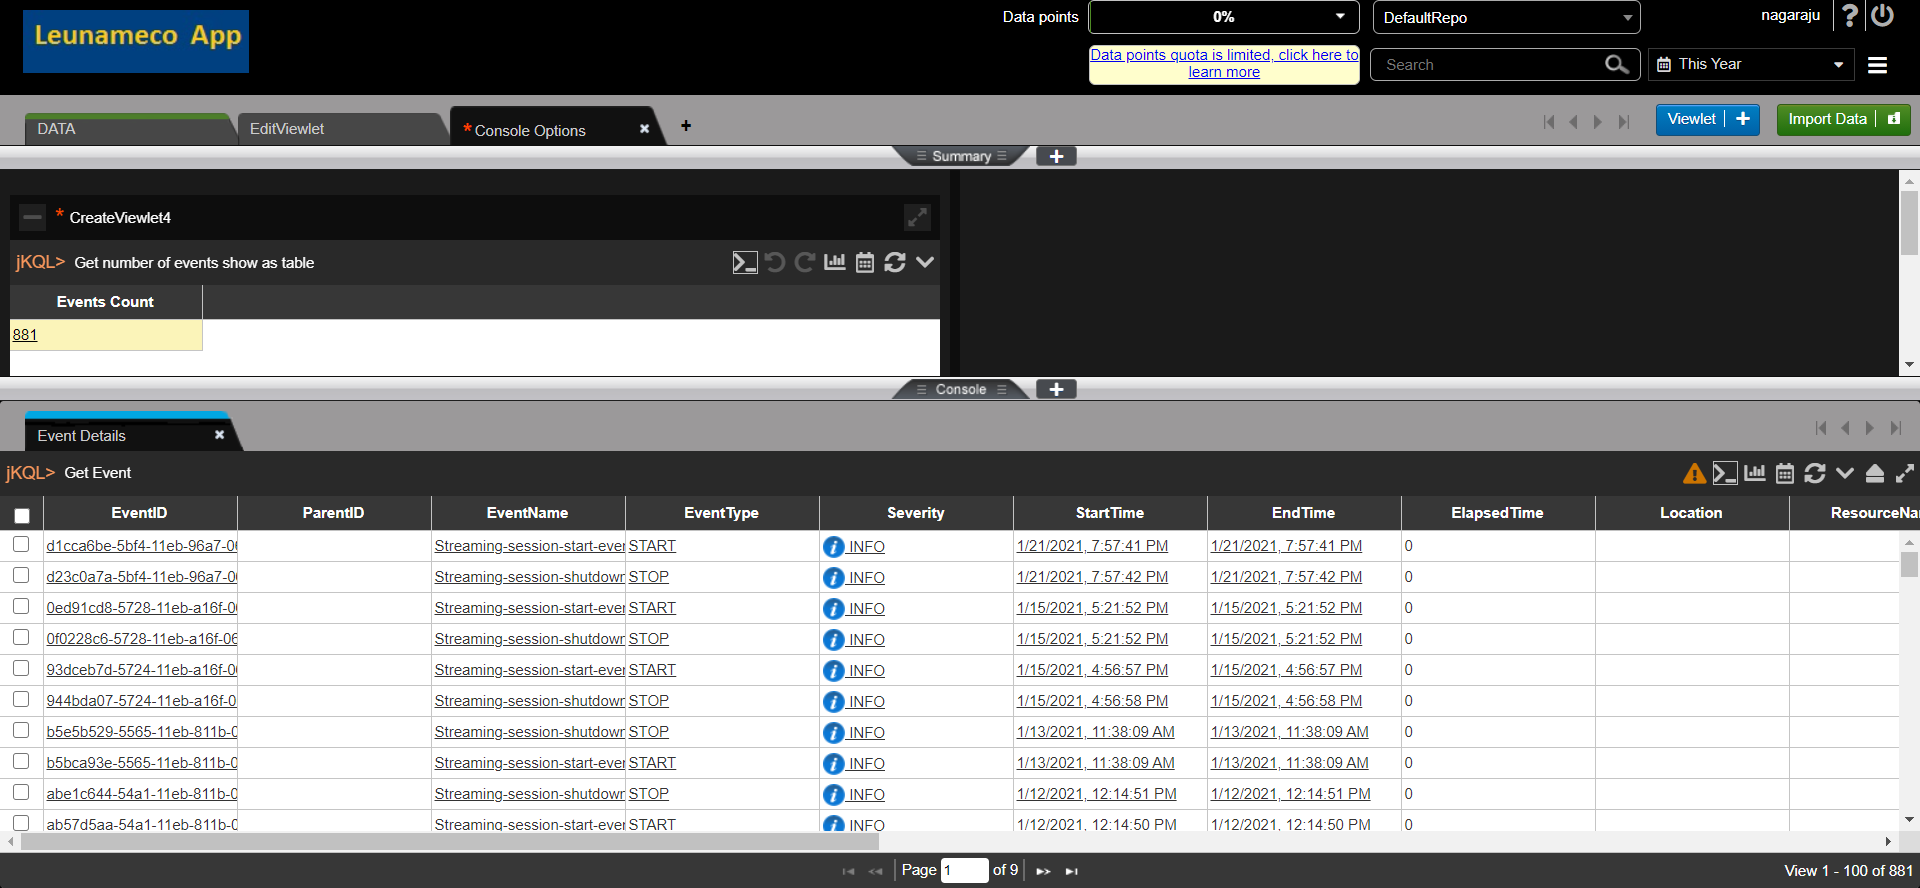 Leunameco App
Data points
0%
DefaultRepo
nagaraju
?
Data points quota is limited, click here to
learn more
Search
This Year
DATA
EditViewlet
* Console Options
+
Viewlet +
Import Data
Summary
+
* CreateViewlet4
jKQL> Get number of events show as table
Events Count
881
Console
+
Event Details
jKQL> Get Event
EventID ParentID EventName EventType Severity StartTime EndTime ElapsedTime Location ResourceNa
d1cca6be-5bf4-11eb-96a7-0 Streaming-session-start-ever START INFO 1/21/2021, 7:57:41 PM 1/21/2021, 7:57:41 PM 0
d23c0a7a-5bf4-11eb-96a7-0 Streaming-session-shutdown STOP INFO 1/21/2021, 7:57:42 PM 1/21/2021, 7:57:42 PM 0
0ed91cd8-5728-11eb-a16f-0 Streaming-session-start-ever START INFO 1/15/2021, 5:21:52 PM 1/15/2021, 5:21:52 PM 0
0f0228c6-5728-11eb-a16f-06 Streaming-session-shutdown STOP INFO 1/15/2021, 5:21:52 PM 1/15/2021, 5:21:52 PM 0
93dceb7d-5724-11eb-a16f-0 Streaming-session-start-ever START INFO 1/15/2021, 4:56:57 PM 1/15/2021, 4:56:57 PM 0
944bda07-5724-11eb-a16f-0 Streaming-session-shutdown STOP INFO 1/15/2021, 4:56:58 PM 1/15/2021, 4:56:58 PM 0
b5e5b529-5565-11eb-811b-0 Streaming-session-shutdown STOP INFO 1/13/2021, 11:38:09 AM 1/13/2021, 11:38:09 AM 0
b5bca93e-5565-11eb-811b-0 Streaming-session-start-ever START INFO 1/13/2021, 11:38:09 AM 1/13/2021, 11:38:09 AM 0
abe1c644-54a1-11eb-811b-0 Streaming-session-shutdown STOP INFO 1/12/2021, 12:14:51 PM 1/12/2021, 12:14:51 PM 0
ab57d5aa-54a1-11eb-811b-0 Streaming-session-start-ever START INFO 1/12/2021, 12:14:50 PM 1/12/2021, 12:14:50 PM 0
Page 1 of 9
View 1 - 100 of 881